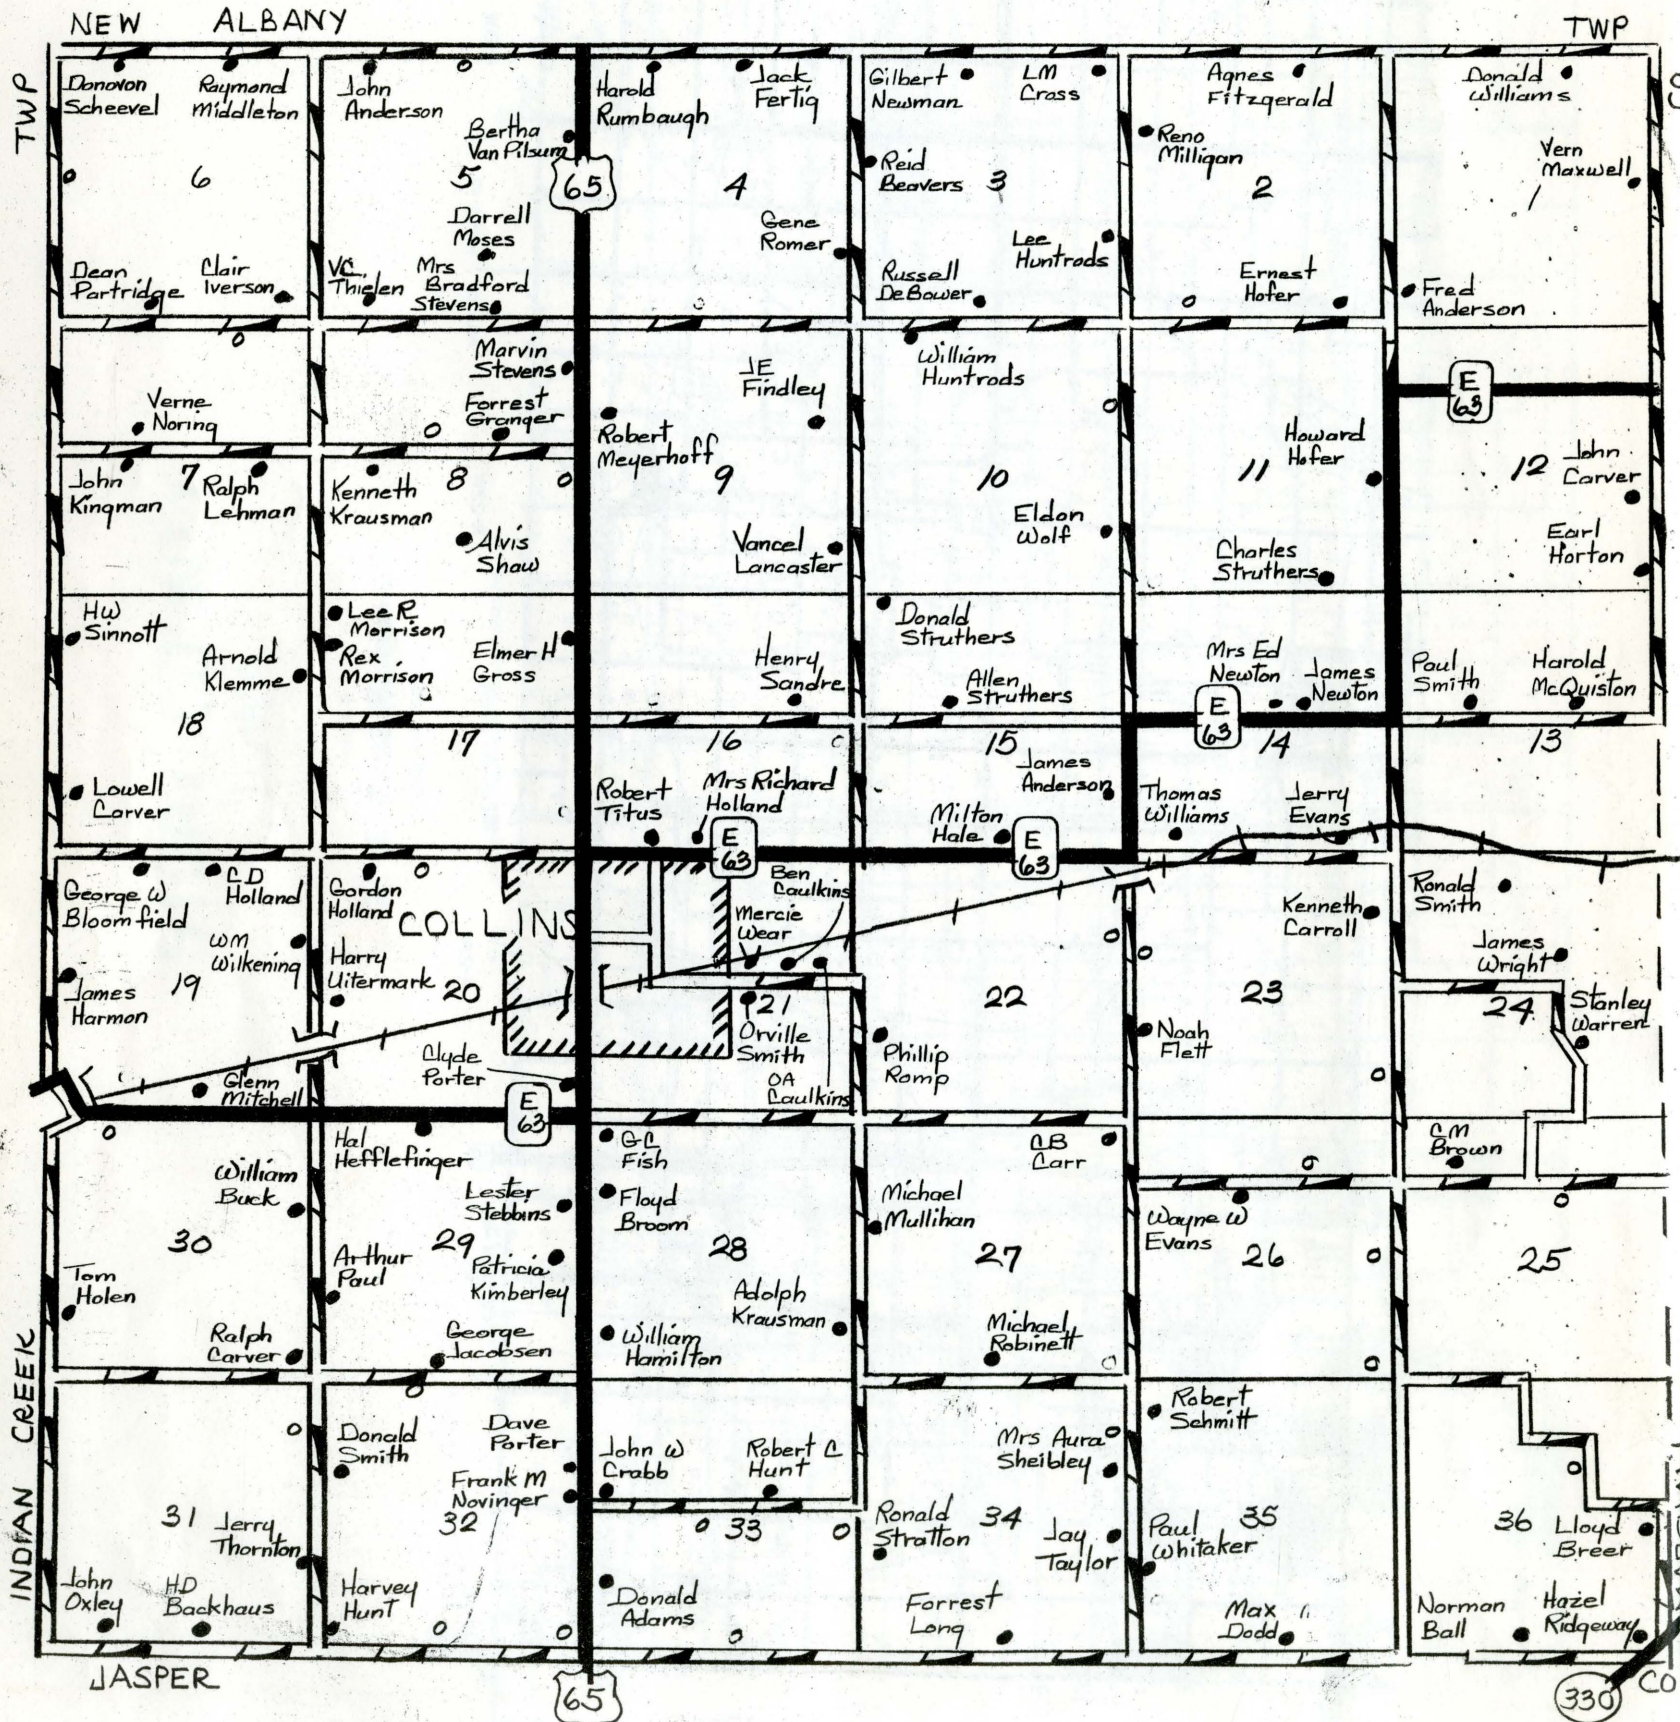 NEW ALBANY TWP
TWP
CO
Donovon
Scheevel
Raymond
Middleton
6
Dean
Partridge
Clair
Iverson
John
Anderson
Bertha
Van Pilsum
5
Darrell
Moses
VC
Thielen
Mrs
Bradford
Stevens
65
Harold
Rumbaugh
Jack
Fertig
4
Gene
Romer
Gilbert
Newman
LM
Cross
Reid
Beavers
3
Lee
Huntrods
Russell
DeBower
Agnes
Fitzgerald
Reno
Milligan
2
Ernest
Hofer
Donald
Williams
Vern
Maxwell
1
Fred
Anderson
Verne
Noring
John
Kingman
7
Ralph
Lehman
Marvin
Stevens
Forrest
Granger
Kenneth
Krausman
8
Alvis
Shaw
JE
Findley
Robert
Meyerhoff
9
Vancel
Lancaster
William
Huntrods
10
Eldon
Wolf
Howard
Hofer
11
Charles
Struthers
E
63
12
John
Carver
Earl
Horton
HW
Sinnott
Arnold
Klemme
18
Lowell
Carver
Lee R
Morrison
Rex
Morrison
Elmer H
Gross
17
Henry
Sandre
16
Robert
Titus
Mrs Richard
Holland
E
63
Donald
Struthers
Allen
Struthers
15
James
Anderson
Milton
Hale
E
63
Mrs Ed
Newton
James
Newton
E
63
14
Thomas
Williams
Jerry
Evans
Paul
Smith
Harold
McQuiston
13
George W
Bloomfield
CD
Holland
WM
Wilkening
James
Harmon
19
Glenn
Mitchell
Gordon
Holland
COLLINS
Harry
Uitermark
20
Clyde
Porter
E
63
Ben
Caulkins
Mercie
Wear
21
Orville
Smith
OA
Caulkins
22
Phillip
Romp
23
Kenneth
Carroll
Noah
Flett
Ronald
Smith
James
Wright
24
Stanley
Warren
CM
Brown
William
Buck
30
Tom
Holen
Ralph
Carver
Hal
Hefflefinger
Lester
Stebbins
Arthur
Paul
29
Patricia
Kimberley
George
Jacobsen
GC
Fish
Floyd
Broom
28
Adolph
Krausman
William
Hamilton
CB
Carr
Michael
Mullihan
27
Michael
Robinett
Wayne W
Evans
26
25
INDIAN CREEK
31
Jerry
Thornton
John
Oxley
HD
Backhaus
Donald
Smith
Dave
Porter
Frank M
Novinger
32
Harvey
Hunt
John W
Crabb
Robert C
Hunt
33
Donald
Adams
Mrs Aura
Sheibley
Ronald
Stratton
34
Jay
Taylor
Forrest
Long
Robert
Schmitt
35
Paul
Whitaker
Max
Dodd
36
Lloyd
Breer
Norman
Ball
Hazel
Ridgeway
JASPER
65
330
CO